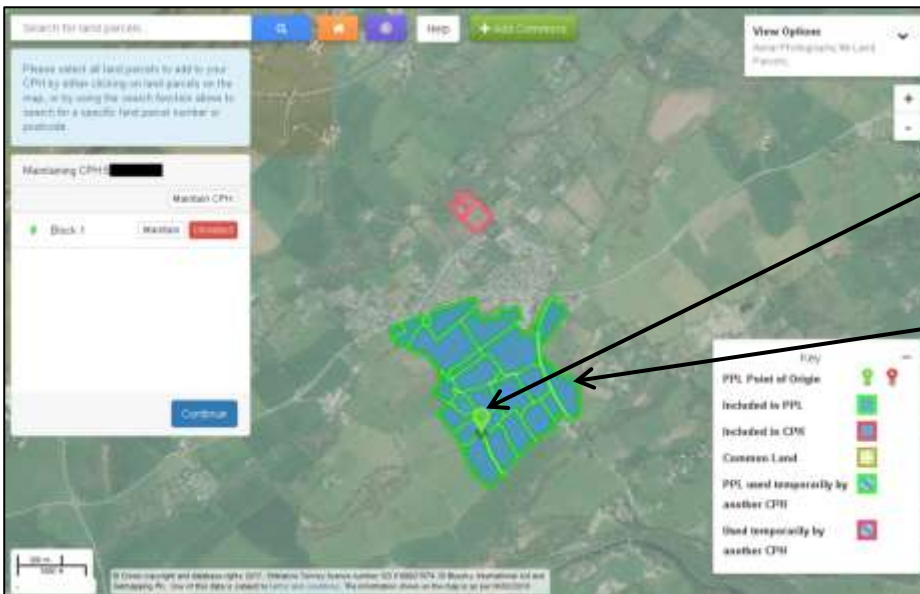 Search for land parcels...
Help
+ Add Commons
View Options
Aerial Photography, My Land
Parcels,
Please select all land parcels to add to your
CPH by either clicking on land parcels on the
map, or by using the search function above to
search for a specific land parcel number or
postcode.
+
-
Maintaining CPH
Maintain CPH
Block 1
Maintain
Continue
Key
PPL Point of Origin
Included in PPL
Included in CPH
Common Land
PPL used temporarily by
another CPH
Used temporarily by
another CPH